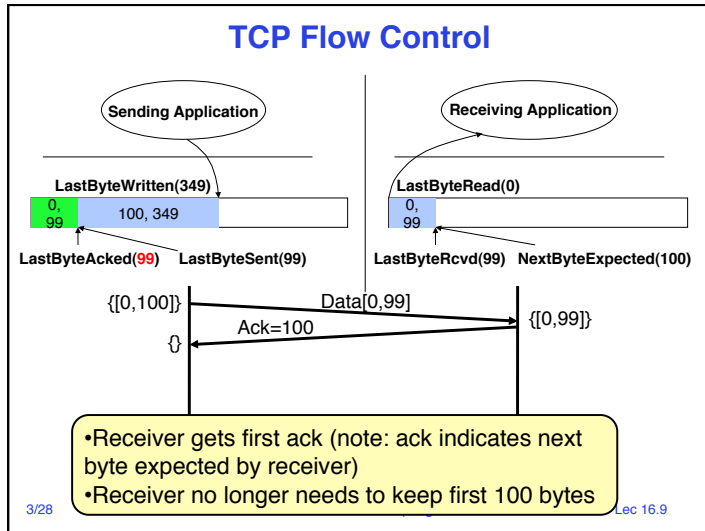 TCP Flow Control
Sending Application
Receiving Application
LastByteWritten(349)
LastByteRead(0)
0,
99
100, 349
0,
99
LastByteAcked(99)
LastByteSent(99)
LastByteRcvd(99)
NextByteExpected(100)
{[0,100]}
Data[0,99]
{[0,99]}
Ack=100
{}
•Receiver gets first ack (note: ack indicates next
byte expected by receiver)
•Receiver no longer needs to keep first 100 bytes
3/28
Lec 16.9